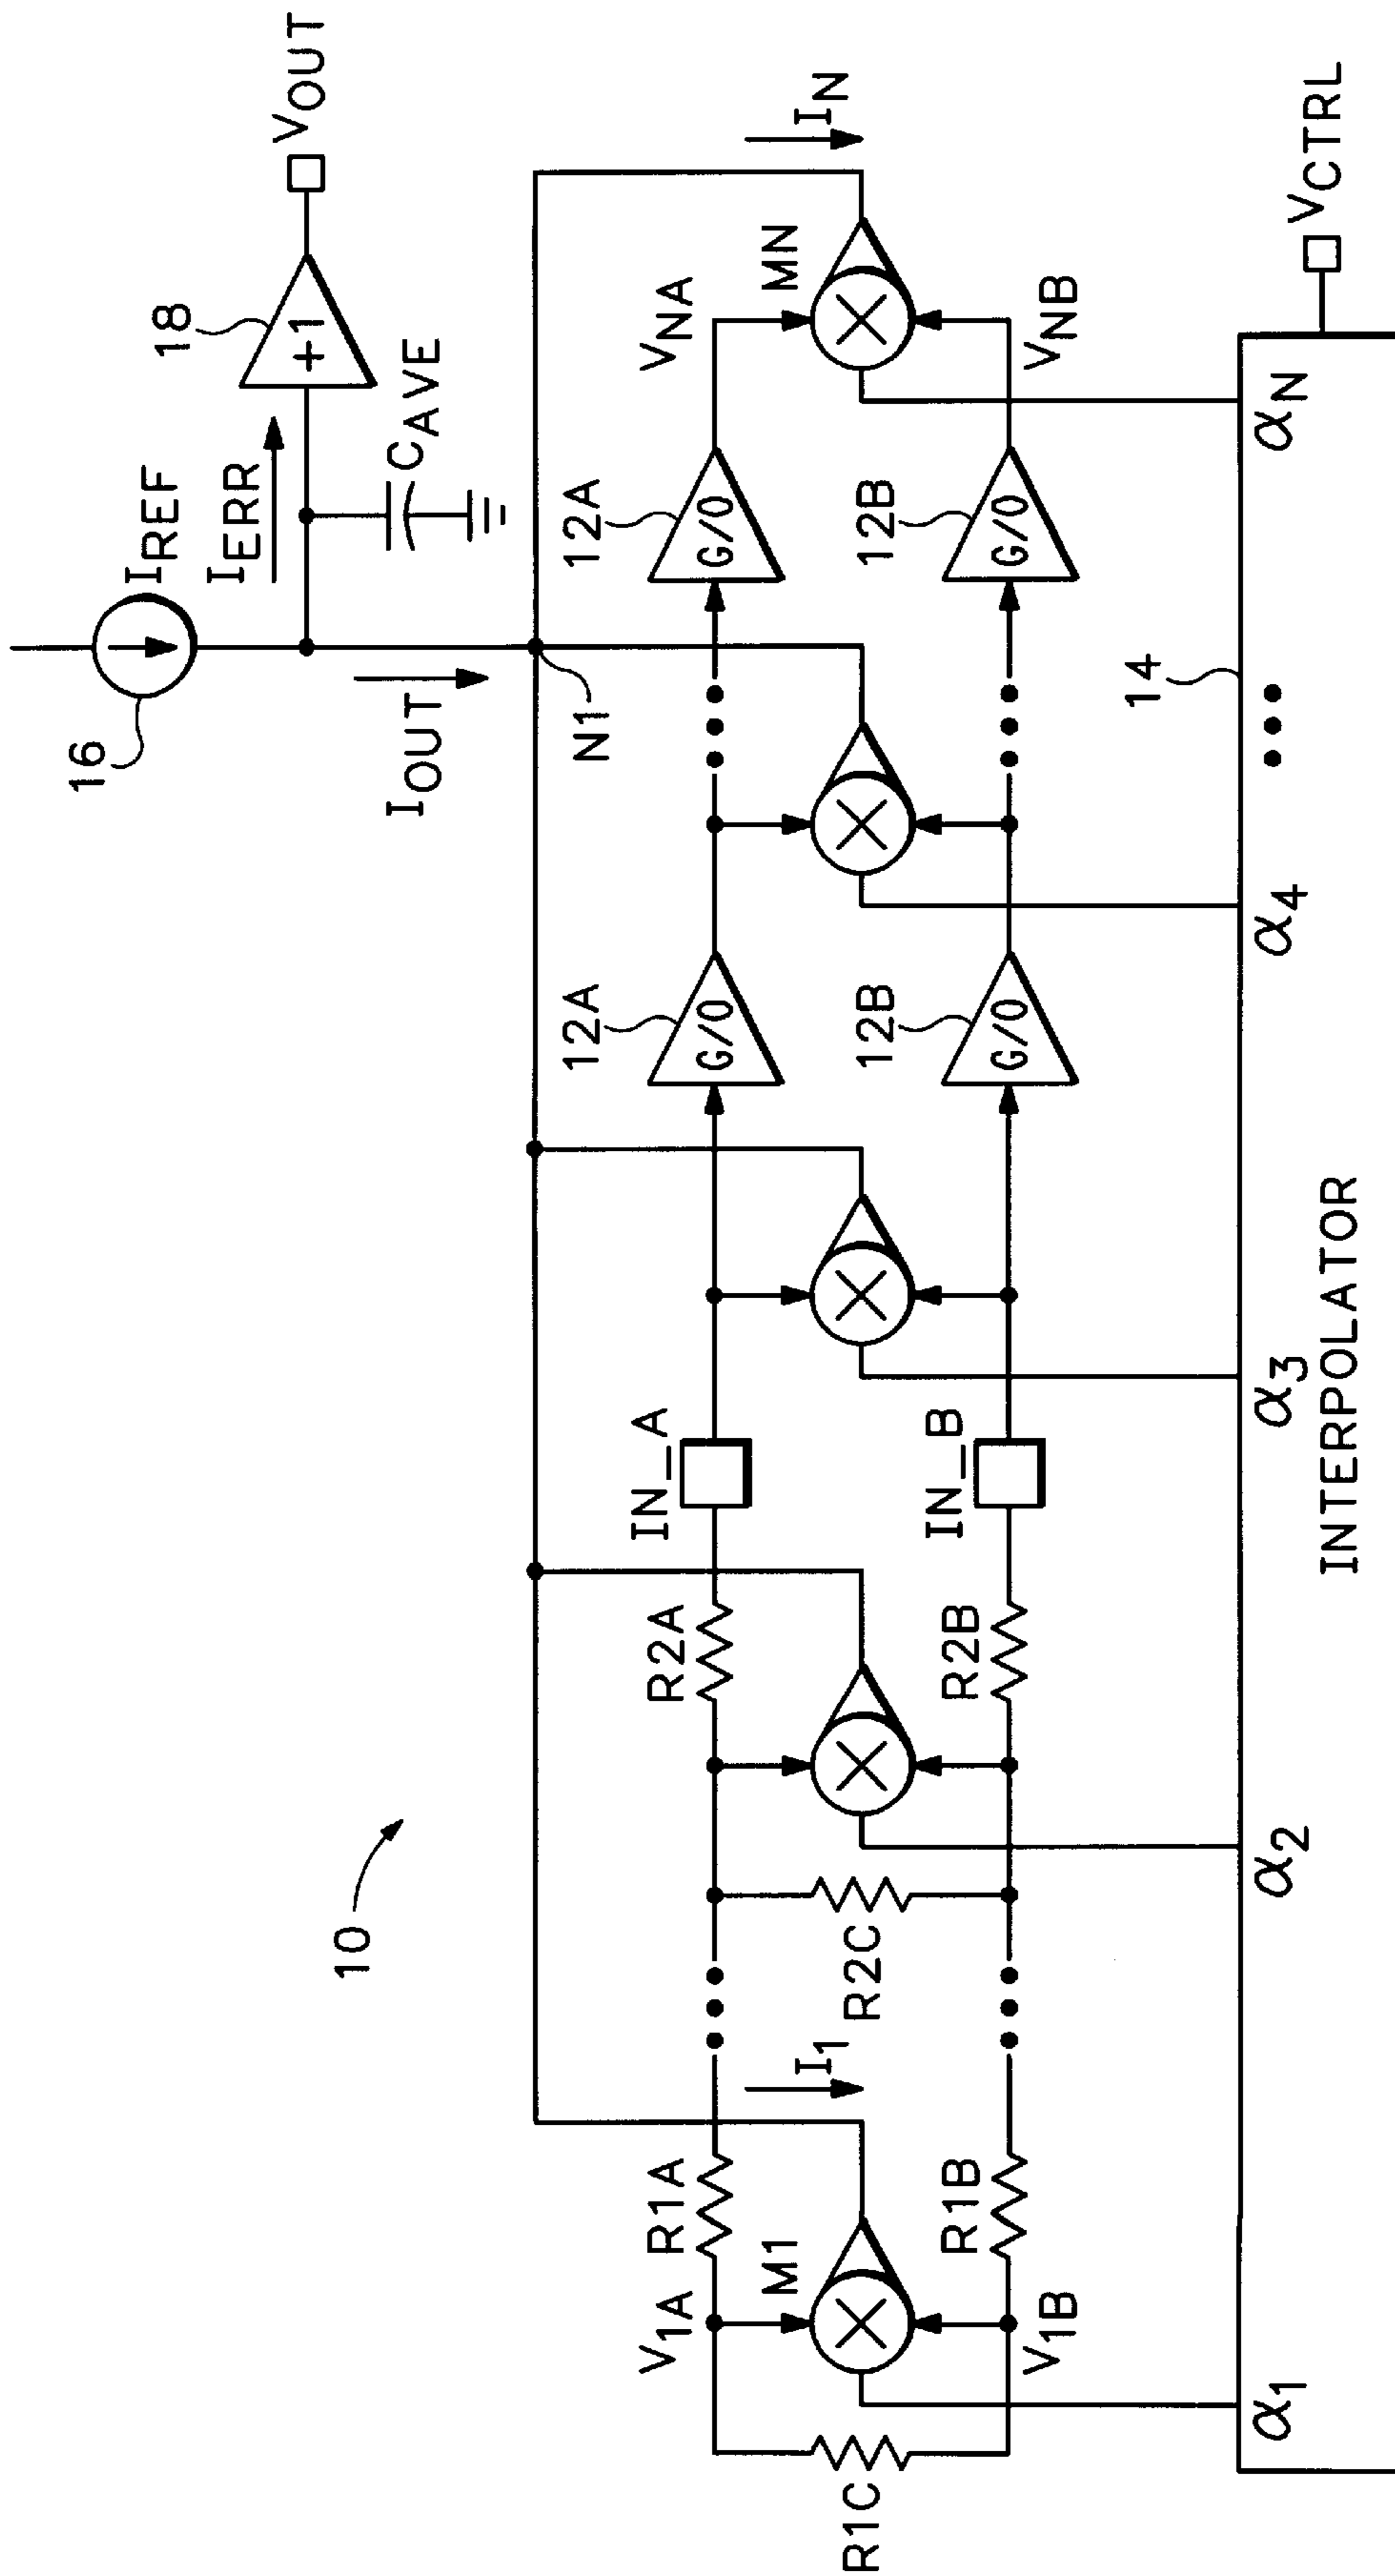 10
16
IREF
IERR
18
+1
VOUT
CAVE
IOUT
N1
IN
V1A
R1A
I1
R2A
IN_A
12A
G/0
12A
G/0
VNA
R1C
M1
R2C
MN
V1B
R1B
R2B
IN_B
12B
G/0
12B
G/0
VNB
α1
α2
α3
α4
14
αN
INTERPOLATOR
VCTRL